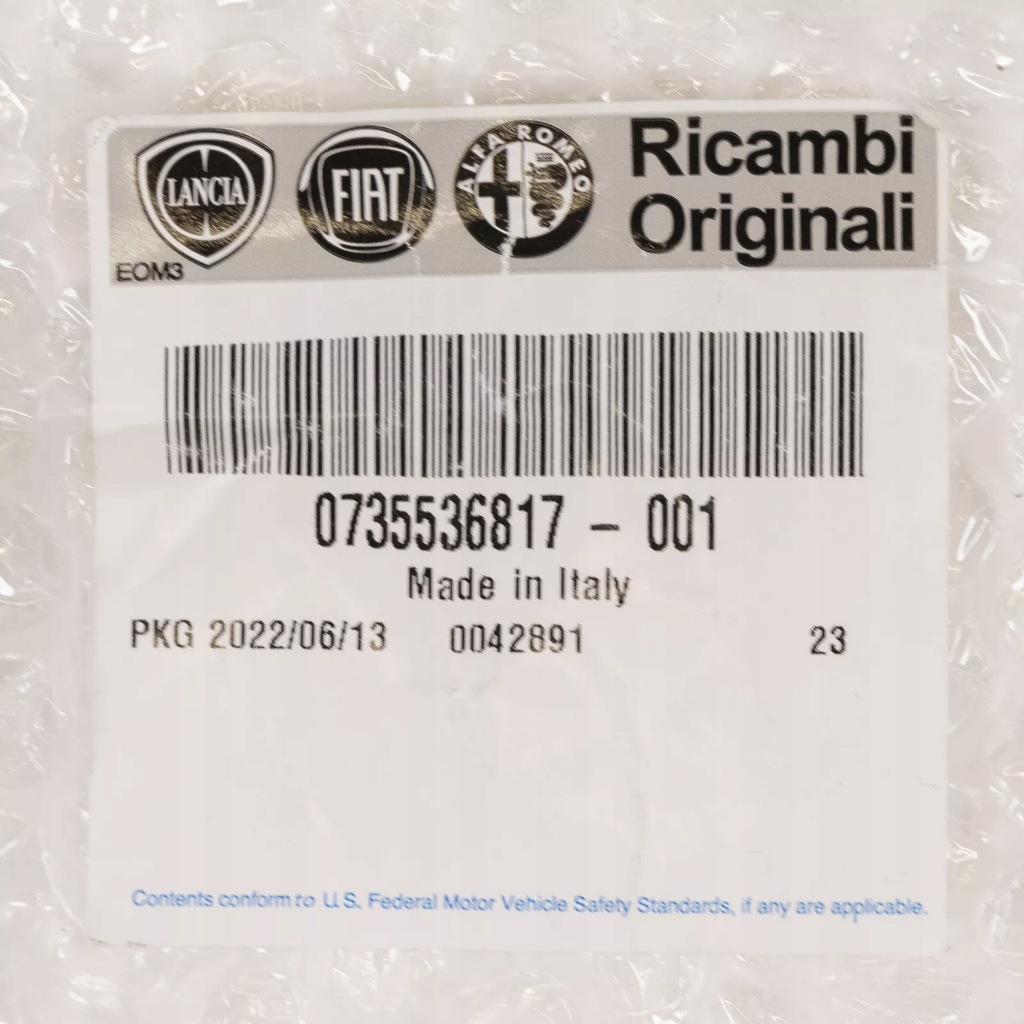 LANCIA FIAT ALFA ROMEO Ricambi
Originali
EOM3
0735536817 - 001
Made in Italy
PKG 2022/06/13 0042891 23
Contents conform to U.S. Federal Motor Vehicle Safety Standards, if any are applicable.